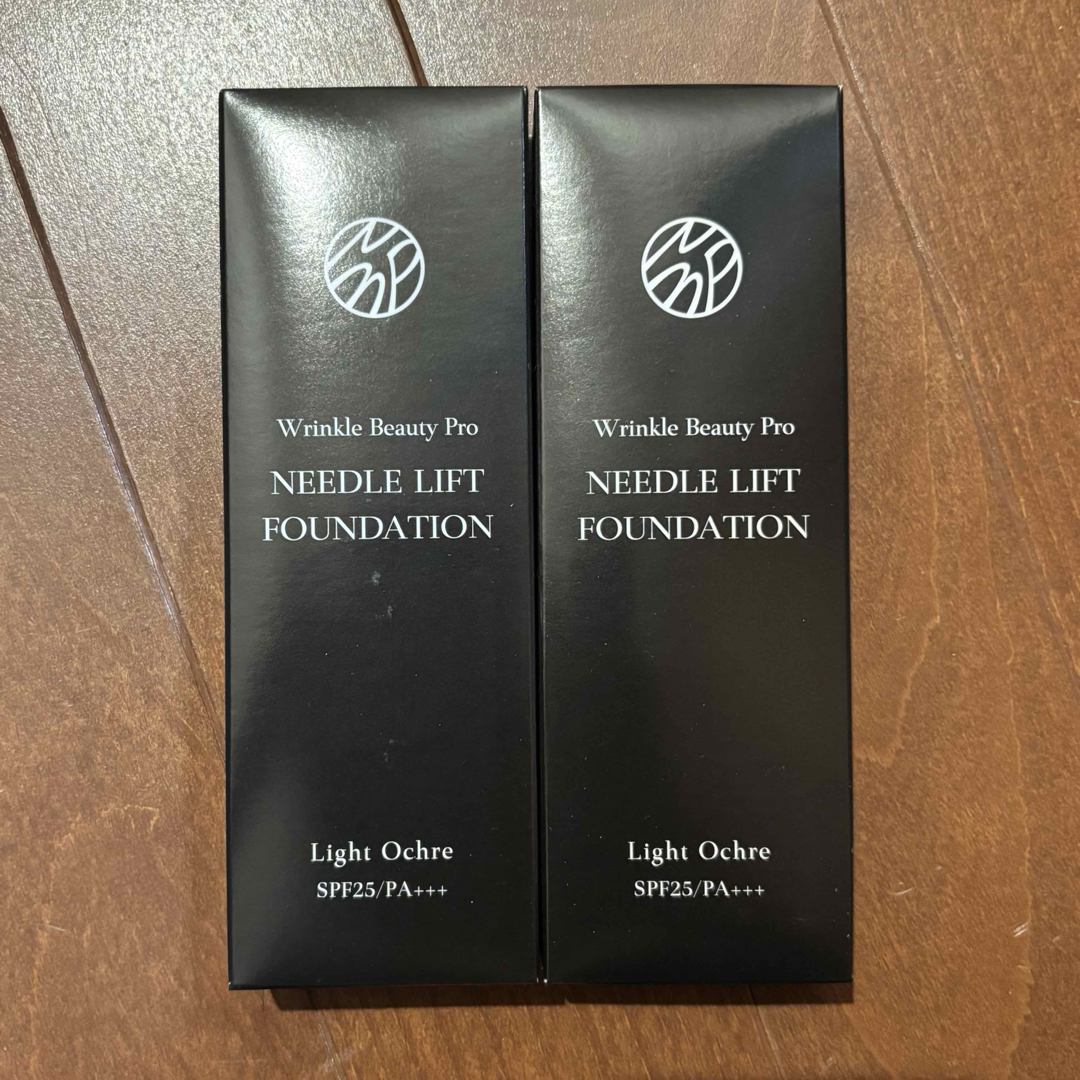 Wrinkle Beauty Pro
NEEDLE LIFT
FOUNDATION
Light Ochre
SPF25/PA+++
Wrinkle Beauty Pro
NEEDLE LIFT
FOUNDATION
Light Ochre
SPF25/PA+++